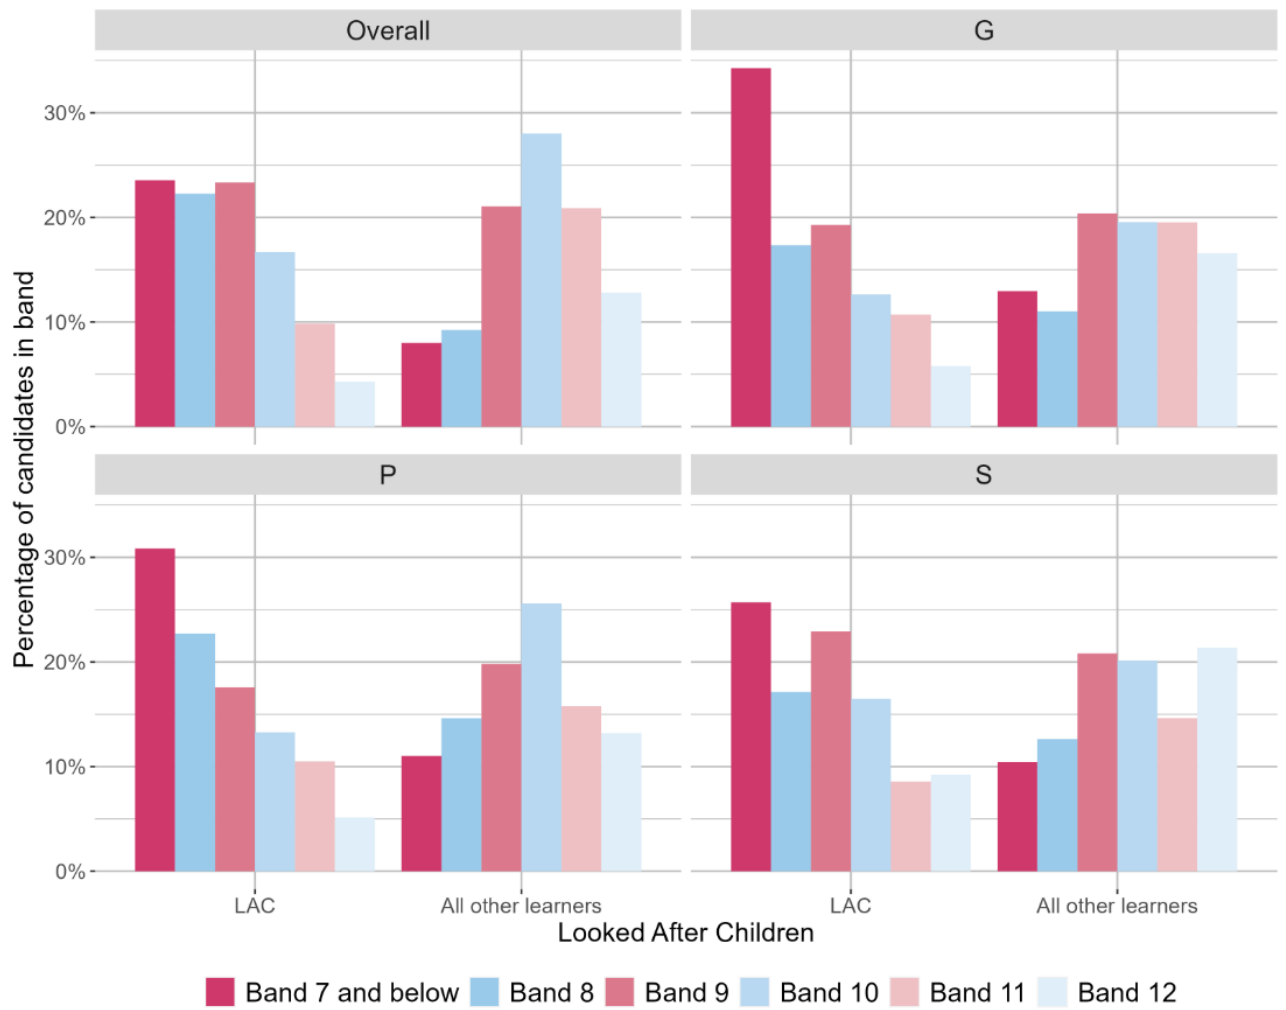 Overall
G
30%
20%
10%
0%
P
S
30%
20%
10%
0%
Percentage of candidates in band
LAC
All other learners
LAC
All other learners
Looked After Children
Band 7 and below
Band 8
Band 9
Band 10
Band 11
Band 12